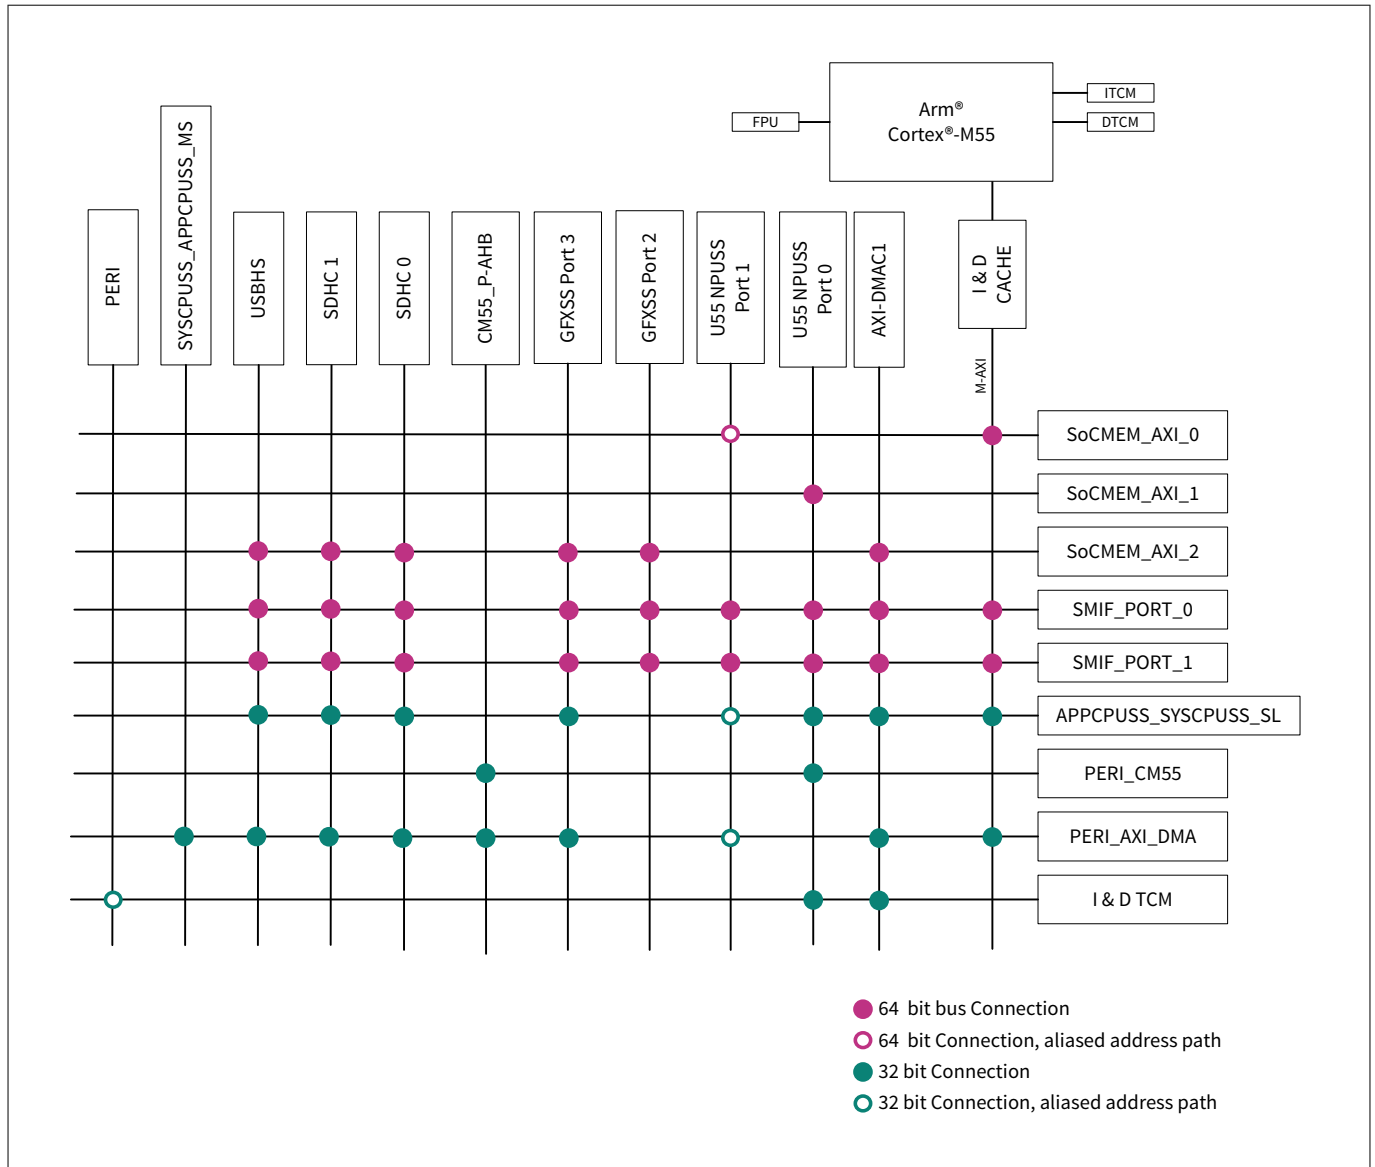 Arm®
Cortex®-M55
FPU
ITCM
DTCM
PERI
SYSCPUSS_APPCPUSS_MS
USBHS
SDHC 1
SDHC 0
CM55_P-AHB
GFXSS Port 3
GFXSS Port 2
U55 NPUSS
Port 1
U55 NPUSS
Port 0
AXI-DMAC1
I & D
CACHE
M-AXI
SoCMEM_AXI_0
SoCMEM_AXI_1
SoCMEM_AXI_2
SMIF_PORT_0
SMIF_PORT_1
APPCPUSS_SYSCPUSS_SL
PERI_CM55
PERI_AXI_DMA
I & D TCM
64 bit bus Connection
64 bit Connection, aliased address path
32 bit Connection
32 bit Connection, aliased address path